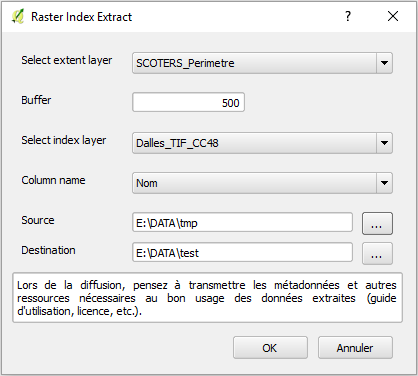 Raster Index Extract
?
Select extent layer
SCOTERS_Perimetre
Buffer
500
Select index layer
Dalles_TIF_CC48
Column name
Nom
Source
E:\DATA\tmp
...
Destination
E:\DATA\test
...
Lors de la diffusion, pensez à transmettre les métadonnées et autres
ressources nécessaires au bon usage des données extraites (guide
d'utilisation, licence, etc.).
OK
Annuler